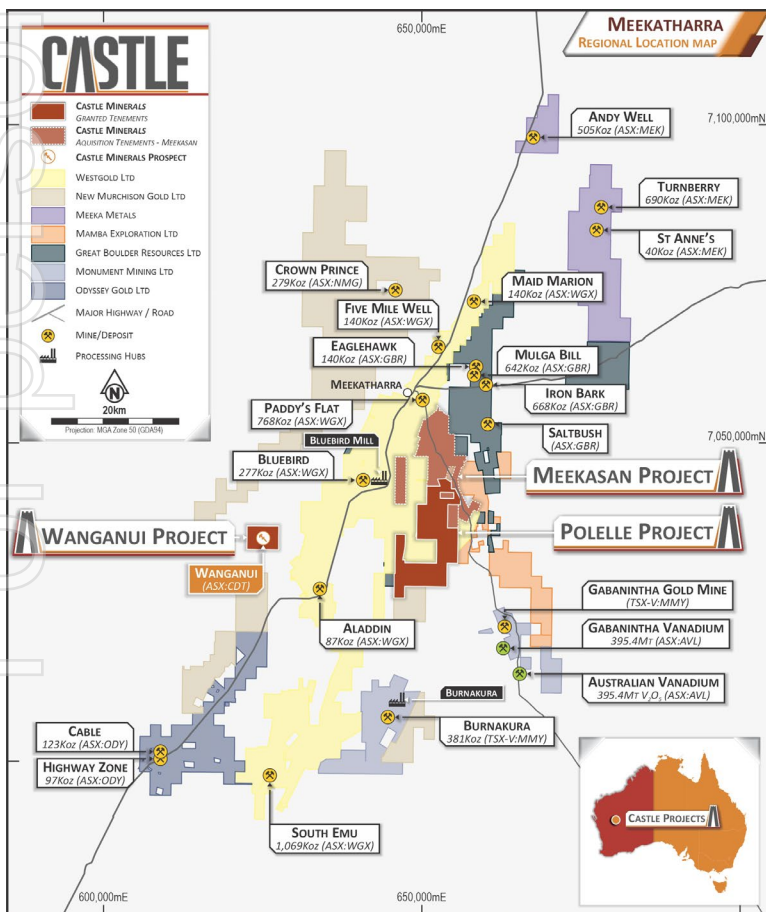 600,000mE
650,000mE
MEEKATHARRA
REGIONAL LOCATION MAP
CASTLE
CASTLE MINERALS
GRANTED TENEMENTS
CASTLE MINERALS
AQUISITION TENEMENTS - MEEKASAN
CASTLE MINERALS PROSPECT
WESTGOLD LTD
NEW MURCHISON GOLD LTD
MEEKA METALS
MAMBA EXPLORATION LTD
GREAT BOULDER RESOURCES LTD
MONUMENT MINING LTD
ODYSSEY GOLD LTD
MAJOR HIGHWAY / ROAD
MINE/DEPOSIT
PROCESSING HUBS
N
20km
Projection: MGA Zone 50 (GDA94)
ANDY WELL
505KOZ (ASX:MEK)
7,100,000mN
TURNBERRY
690KOZ (ASX:MEK)
ST ANNE'S
40KOZ (ASX:MEK)
CROWN PRINCE
279KOZ (ASX:NMG)
MAID MARION
140KOZ (ASX:WGX)
FIVE MILE WELL
140KOZ (ASX:WGX)
EAGLEHAWK
140KOZ (ASX:GBR)
MULGA BILL
642KOZ (ASX:GBR)
MEEKATHARRA
IRON BARK
668KOZ (ASX:GBR)
PADDY'S FLAT
768KOZ (ASX:WGX)
SALTBUSH
(ASX:GBR)
7,050,000mN
BLUEBIRD MILL
BLUEBIRD
277KOZ (ASX:WGX)
MEEKASAN PROJECT
WANGANUI PROJECT
POLELLE PROJECT
WANGANUI
(ASX:CDT)
GABANINTHA GOLD MINE
(TSX-V:MMY)
ALADDIN
87KOZ (ASX:WGX)
GABANINTHA VANADIUM
395.4MT (ASX:AVL)
AUSTRALIAN VANADIUM
395.4MT V2O5 (ASX:AVL)
BURNAKURA
BURNAKURA
381KOZ (TSX-V:MMY)
CABLE
123KOZ (ASX:ODY)
HIGHWAY ZONE
97KOZ (ASX:ODY)
SOUTH EMU
1,069KOZ (ASX:WGX)
CASTLE PROJECTS
600,000mE
650,000mE